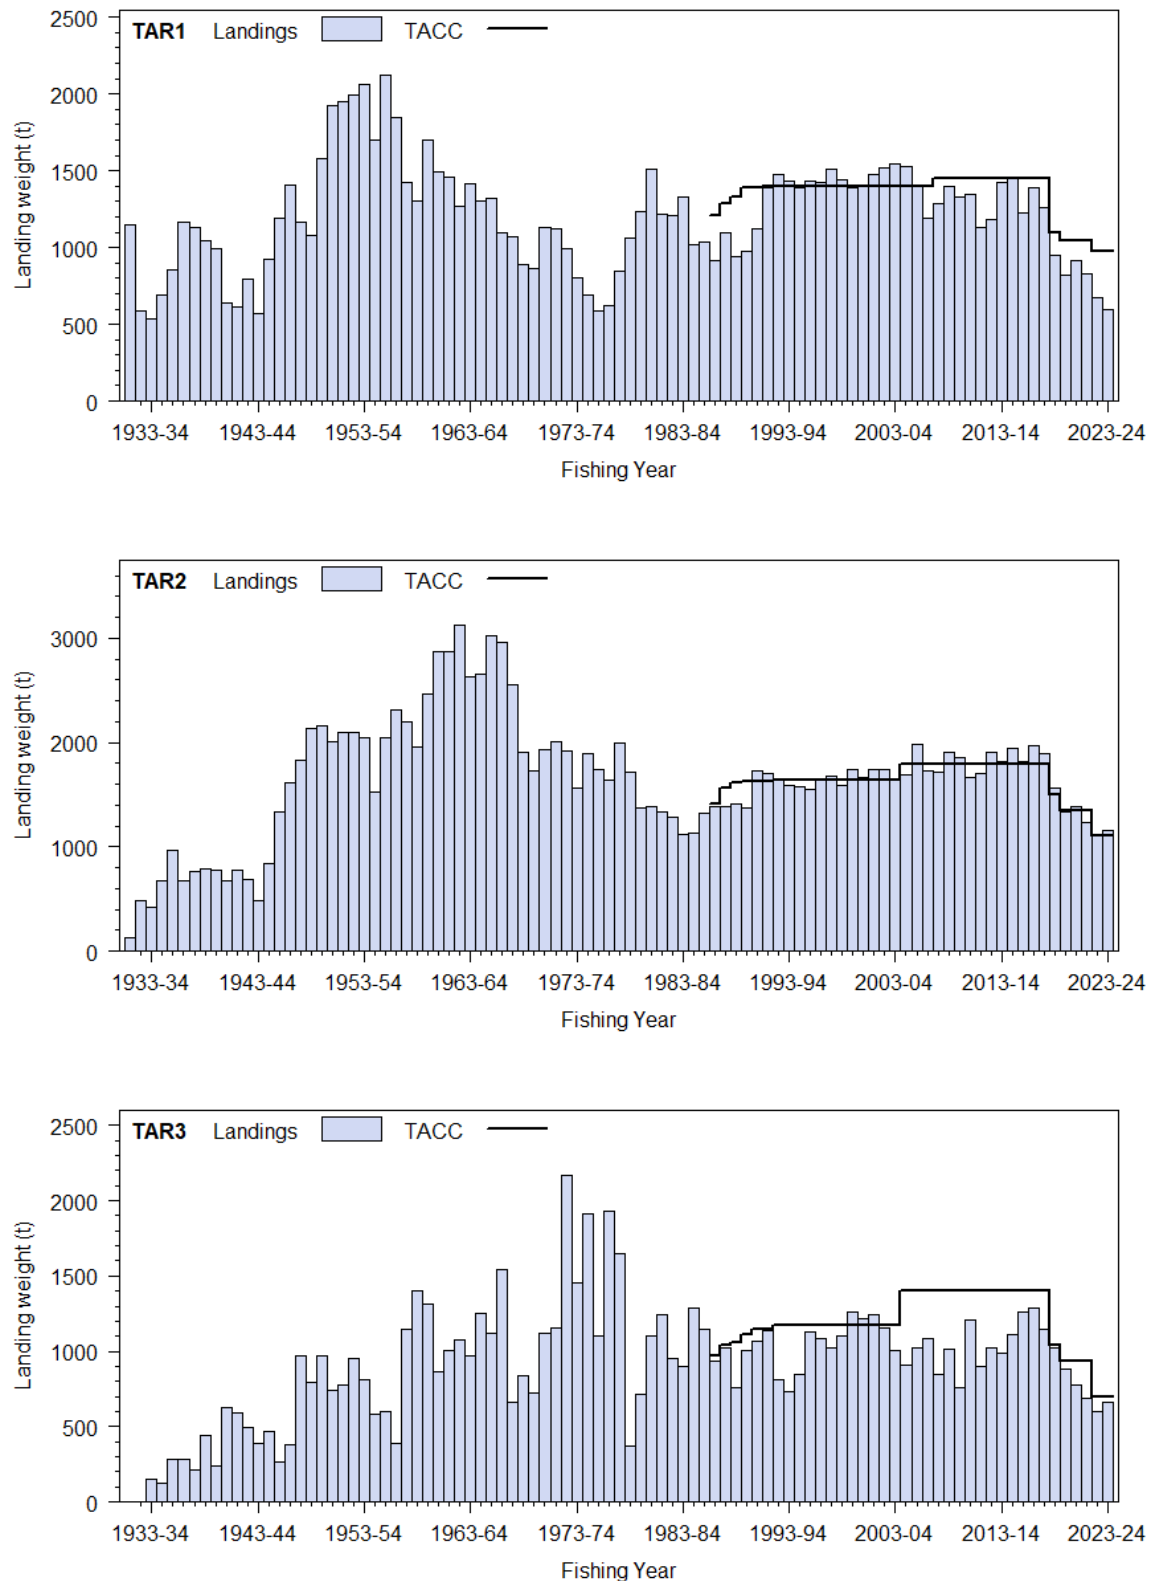 TAR1 Landings TACC
2500
2000
1500
1000
500
0
Landing weight (t)
1933-34 1943-44 1953-54 1963-64 1973-74 1983-84 1993-94 2003-04 2013-14 2023-24
Fishing Year
TAR2 Landings TACC
3000
2000
1000
0
Landing weight (t)
1933-34 1943-44 1953-54 1963-64 1973-74 1983-84 1993-94 2003-04 2013-14 2023-24
Fishing Year
TAR3 Landings TACC
2500
2000
1500
1000
500
0
Landing weight (t)
1933-34 1943-44 1953-54 1963-64 1973-74 1983-84 1993-94 2003-04 2013-14 2023-24
Fishing Year